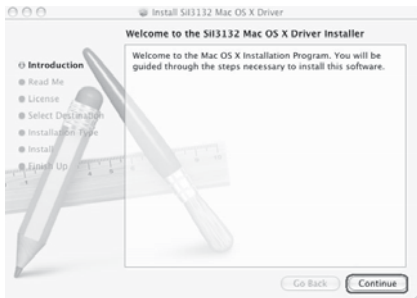 Install SiI3132 Mac OS X Driver
Welcome to the SiI3132 Mac OS X Driver Installer
Introduction
Read Me
License
Select Destination
Installation Type
Install
Finish Up
Welcome to the Mac OS X Installation Program. You will be
guided through the steps necessary to install this software.
Go Back
Continue